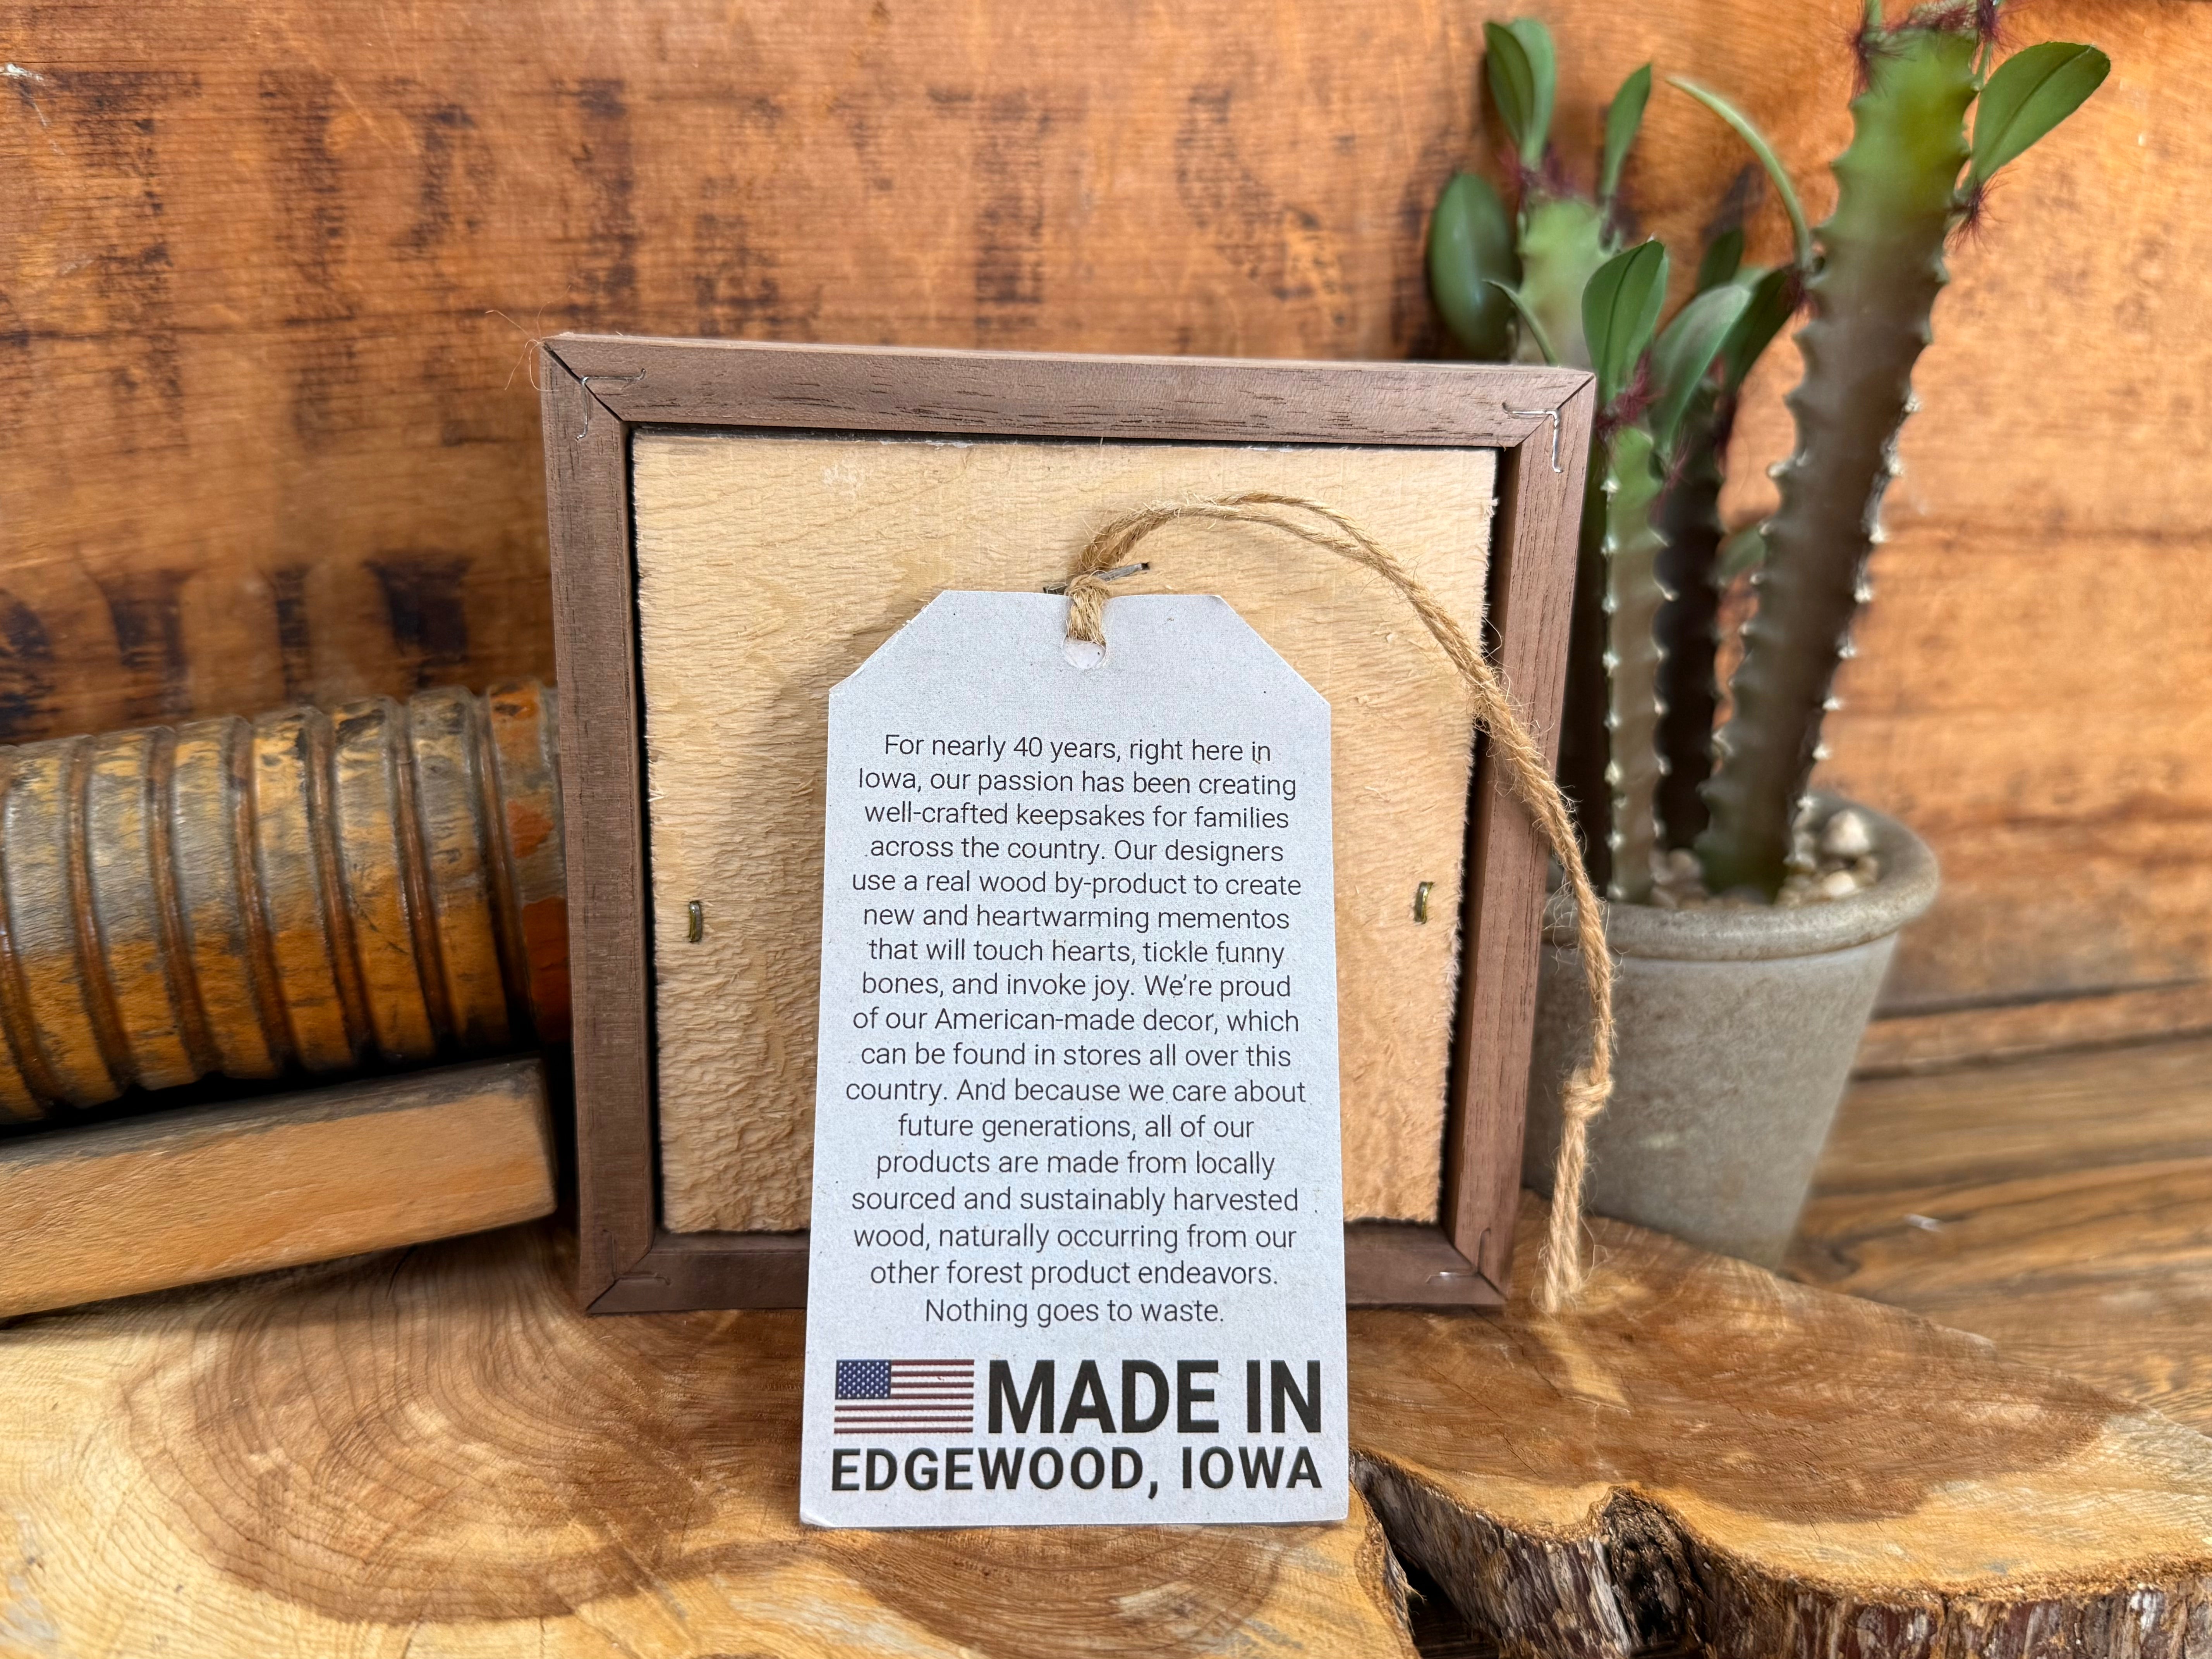 For nearly 40 years, right here in
Iowa, our passion has been creating
well-crafted keepsakes for families
across the country. Our designers
use a real wood by-product to create
new and heartwarming mementos
that will touch hearts, tickle funny
bones, and invoke joy. We're proud
of our American-made decor, which
can be found in stores all over this
country. And because we care about
future generations, all of our
products are made from locally
sourced and sustainably harvested
wood, naturally occurring from our
other forest product endeavors.
Nothing goes to waste.
MADE IN
EDGEWOOD, IOWA